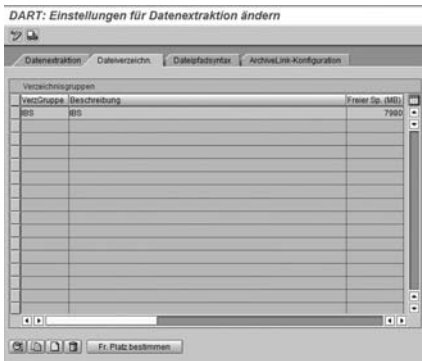 DART: Einstellungen für Datenextraktion ändern
Datenextraktion Dateiverzeichn. Dateipfadsyntax ArchiveLink-Konfiguration
Verzeichnisgruppen
VerzGruppe Beschreibung Freier Sp. (MB)
IBS IBS 7980
Fr. Platz bestimmen